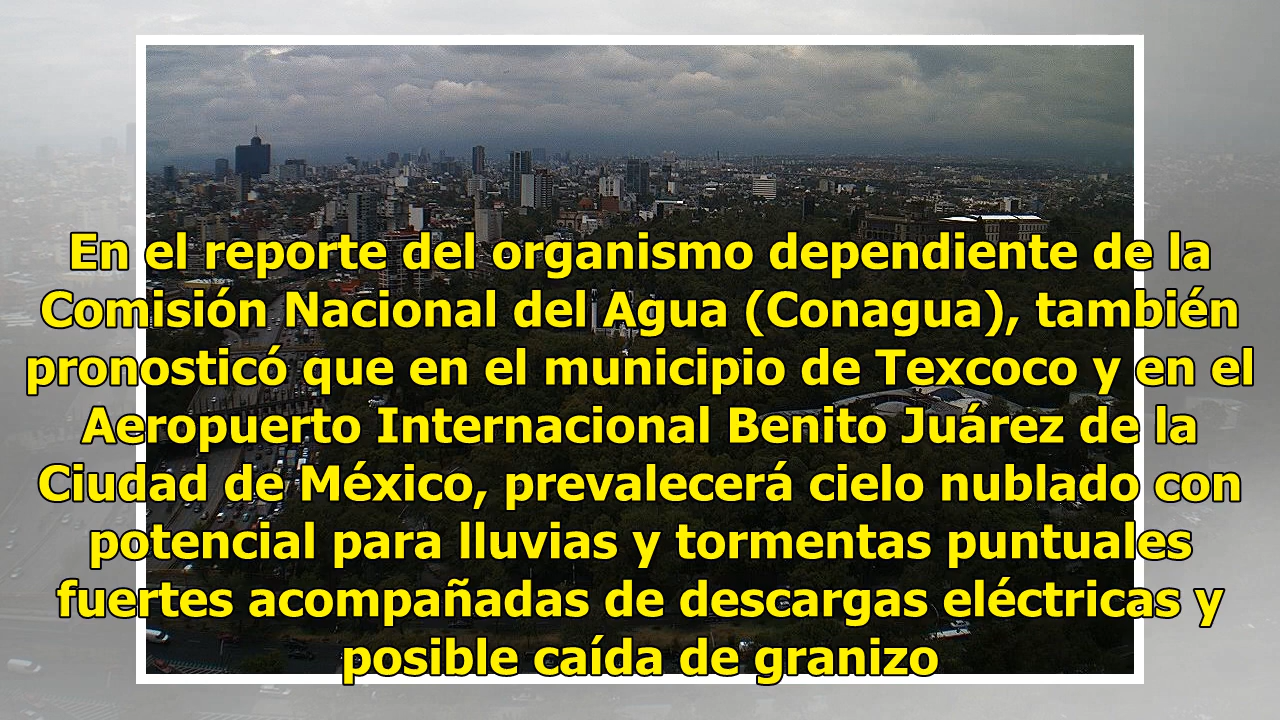 En el reporte del organismo dependiente de la
Comisión Nacional del Agua (Conagua), también
pronosticó que en el municipio de Texcoco y en el
Aeropuerto Internacional Benito Juárez de la
Ciudad de México, prevalecerá cielo nublado con
potencial para lluvias y tormentas puntuales
fuertes acompañadas de descargas eléctricas y
posible caída de granizo